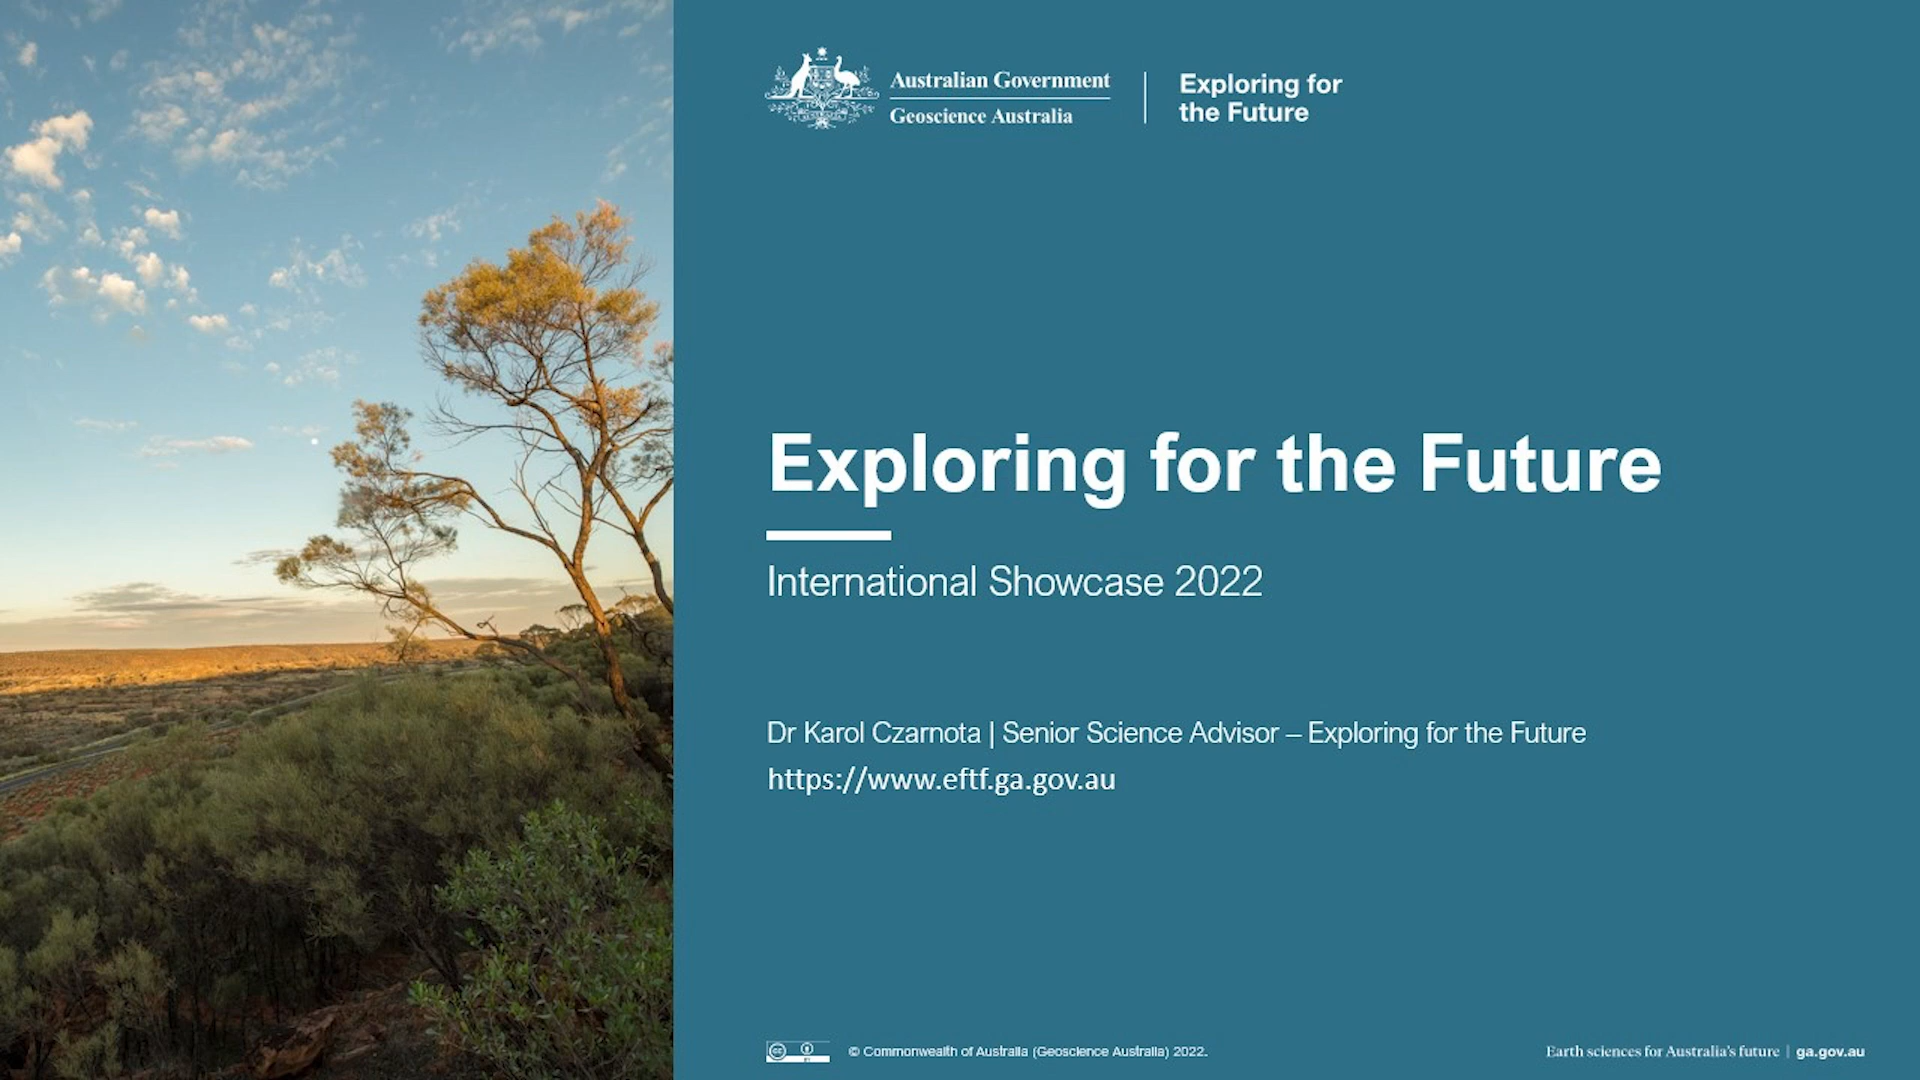 Australian Government
Geoscience Australia
Exploring for
the Future
Exploring for the Future
International Showcase 2022
Dr Karol Czarnota | Senior Science Advisor – Exploring for the Future
https://www.eftf.ga.gov.au
© Commonwealth of Australia (Geoscience Australia) 2022.
Earth sciences for Australia's future | ga.gov.au